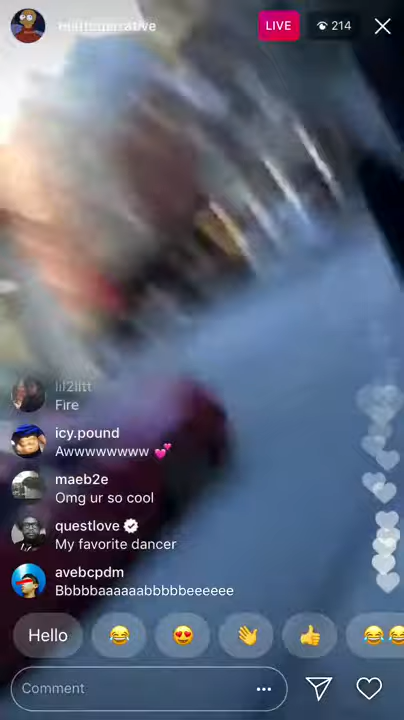 LIVE
214
lil2litt
Fire
icy.pound
Awwwwwwww 💕
maeb2e
Omg ur so cool
questlove
My favorite dancer
avebcpdm
Bbbbbaaaaaabbbbbeeeeee
Hello
Comment